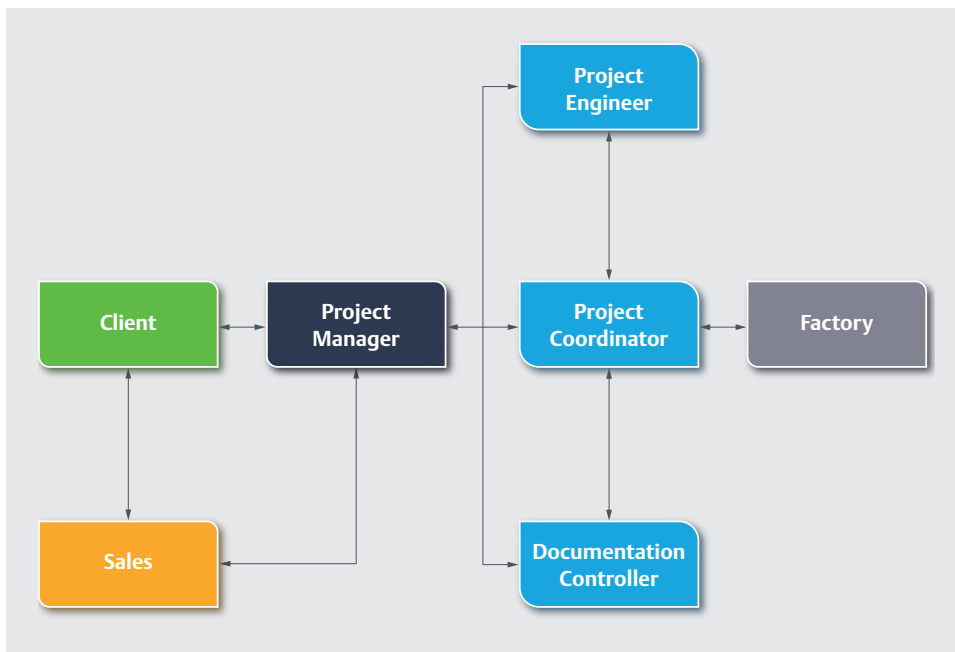 Project
Engineer
Client
Project
Manager
Project
Coordinator
Factory
Sales
Documentation
Controller